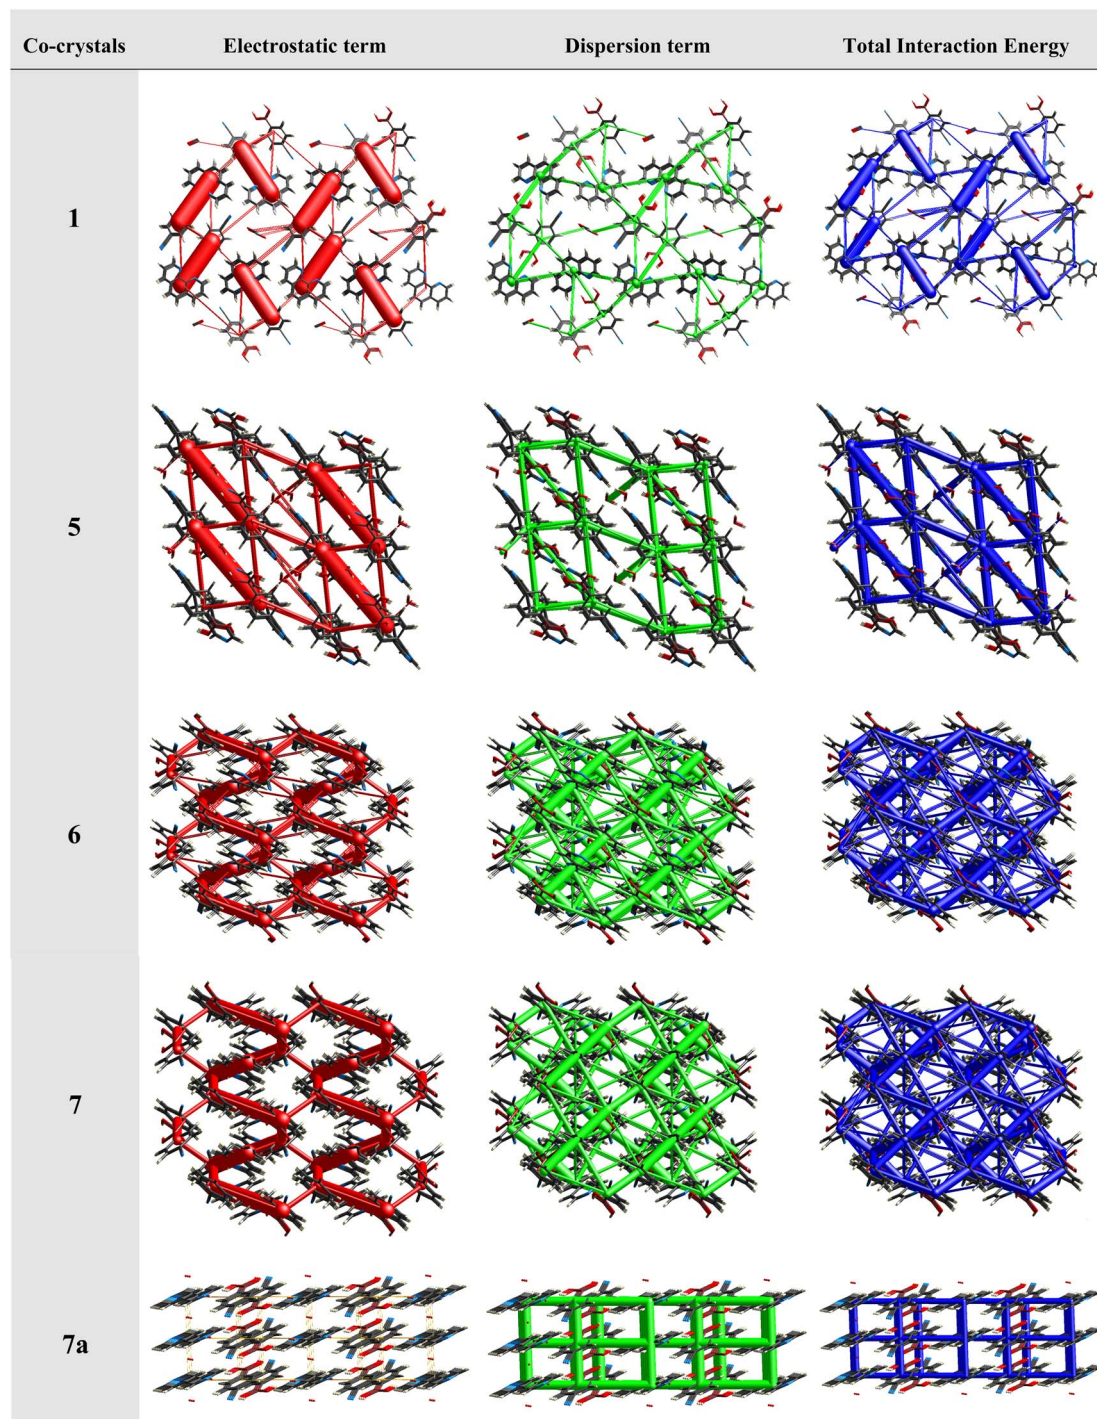 Co-crystals Electrostatic term Dispersion term Total Interaction Energy
1
5
6
7
7a